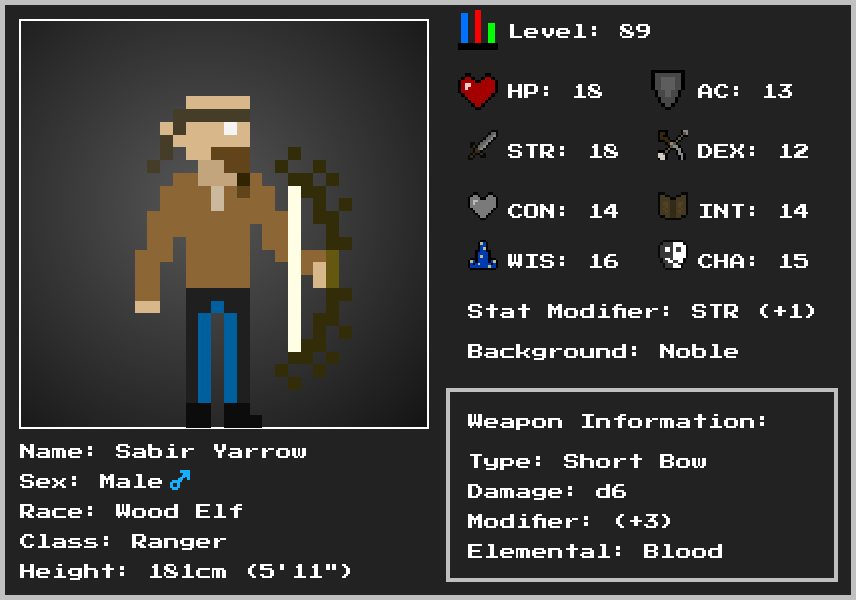 Level: 89
HP: 18
AC: 13
STR: 18
DEX: 12
CON: 14
INT: 14
WIS: 16
CHA: 15
Stat Modifier: STR (+1)
Background: Noble
Weapon Information:
Type: Short Bow
Damage: d6
Modifier: (+3)
Elemental: Blood
Name: Sabir Yarrow
Sex: Male ♂
Race: Wood Elf
Class: Ranger
Height: 181cm (5'11")